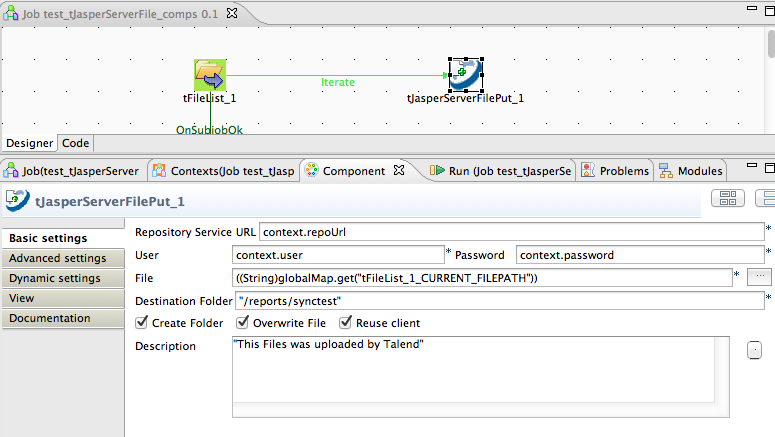 Job test_tJasperServerFile_comps 0.1
Iterate
tFileList_1
tJasperServerFilePut_1
OnSubjobOk
Designer Code
Job(test_tJasperServer Contexts(Job test_tJasp Component Run (Job test_tJasperSe Problems Modules
tJasperServerFilePut_1
Basic settings
Advanced settings
Dynamic settings
View
Documentation
Repository Service URL context.repoUrl *
User context.user * Password context.password *
File ((String)globalMap.get("tFileList_1_CURRENT_FILEPATH")) * ...
Destination Folder "/reports/synctest" *
Create Folder Overwrite File Reuse client
Description "This Files was uploaded by Talend"